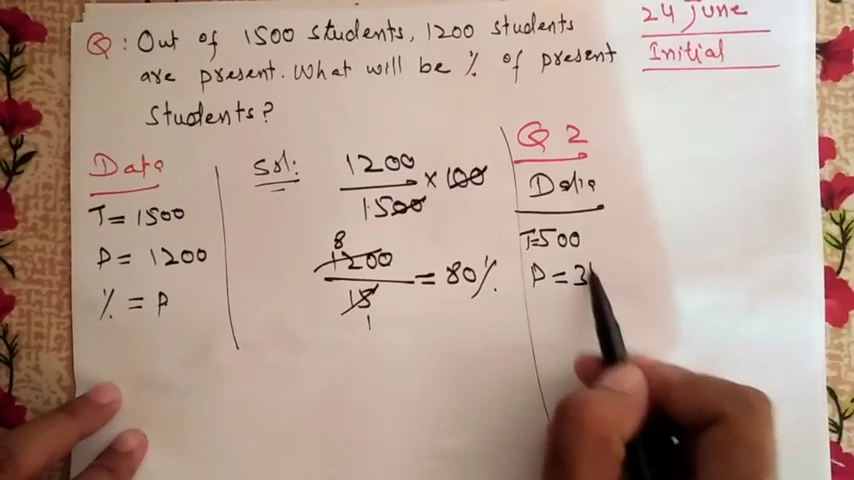 Q: Out of 1500 students, 1200 students
are present. What will be % of present
Students?
24 June
Initial
Data
T = 1500
P = 1200
% = P
Sol:
1200
1500
× 100
8
1200
15
1
= 80%
Q 2
Data
T=500
P = 3